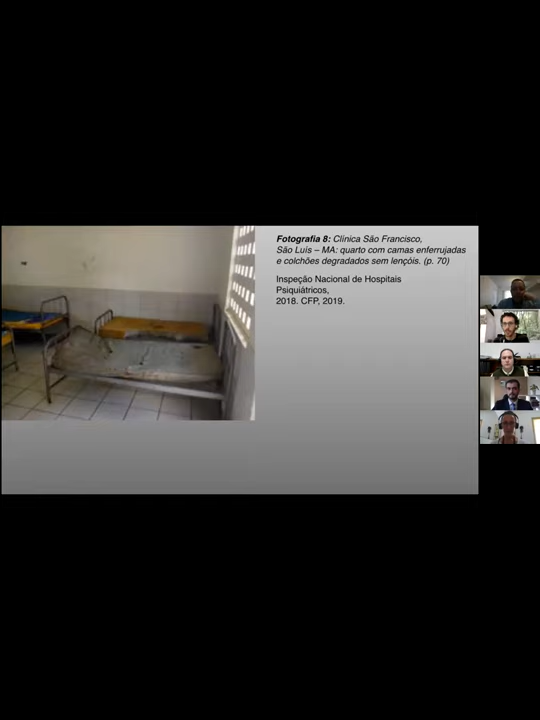 Fotografia 8: Clínica São Francisco,
São Luís – MA: quarto com camas enferrujadas
e colchões degradados sem lençóis. (p. 70)
Inspeção Nacional de Hospitais
Psiquiátricos,
2018. CFP, 2019.